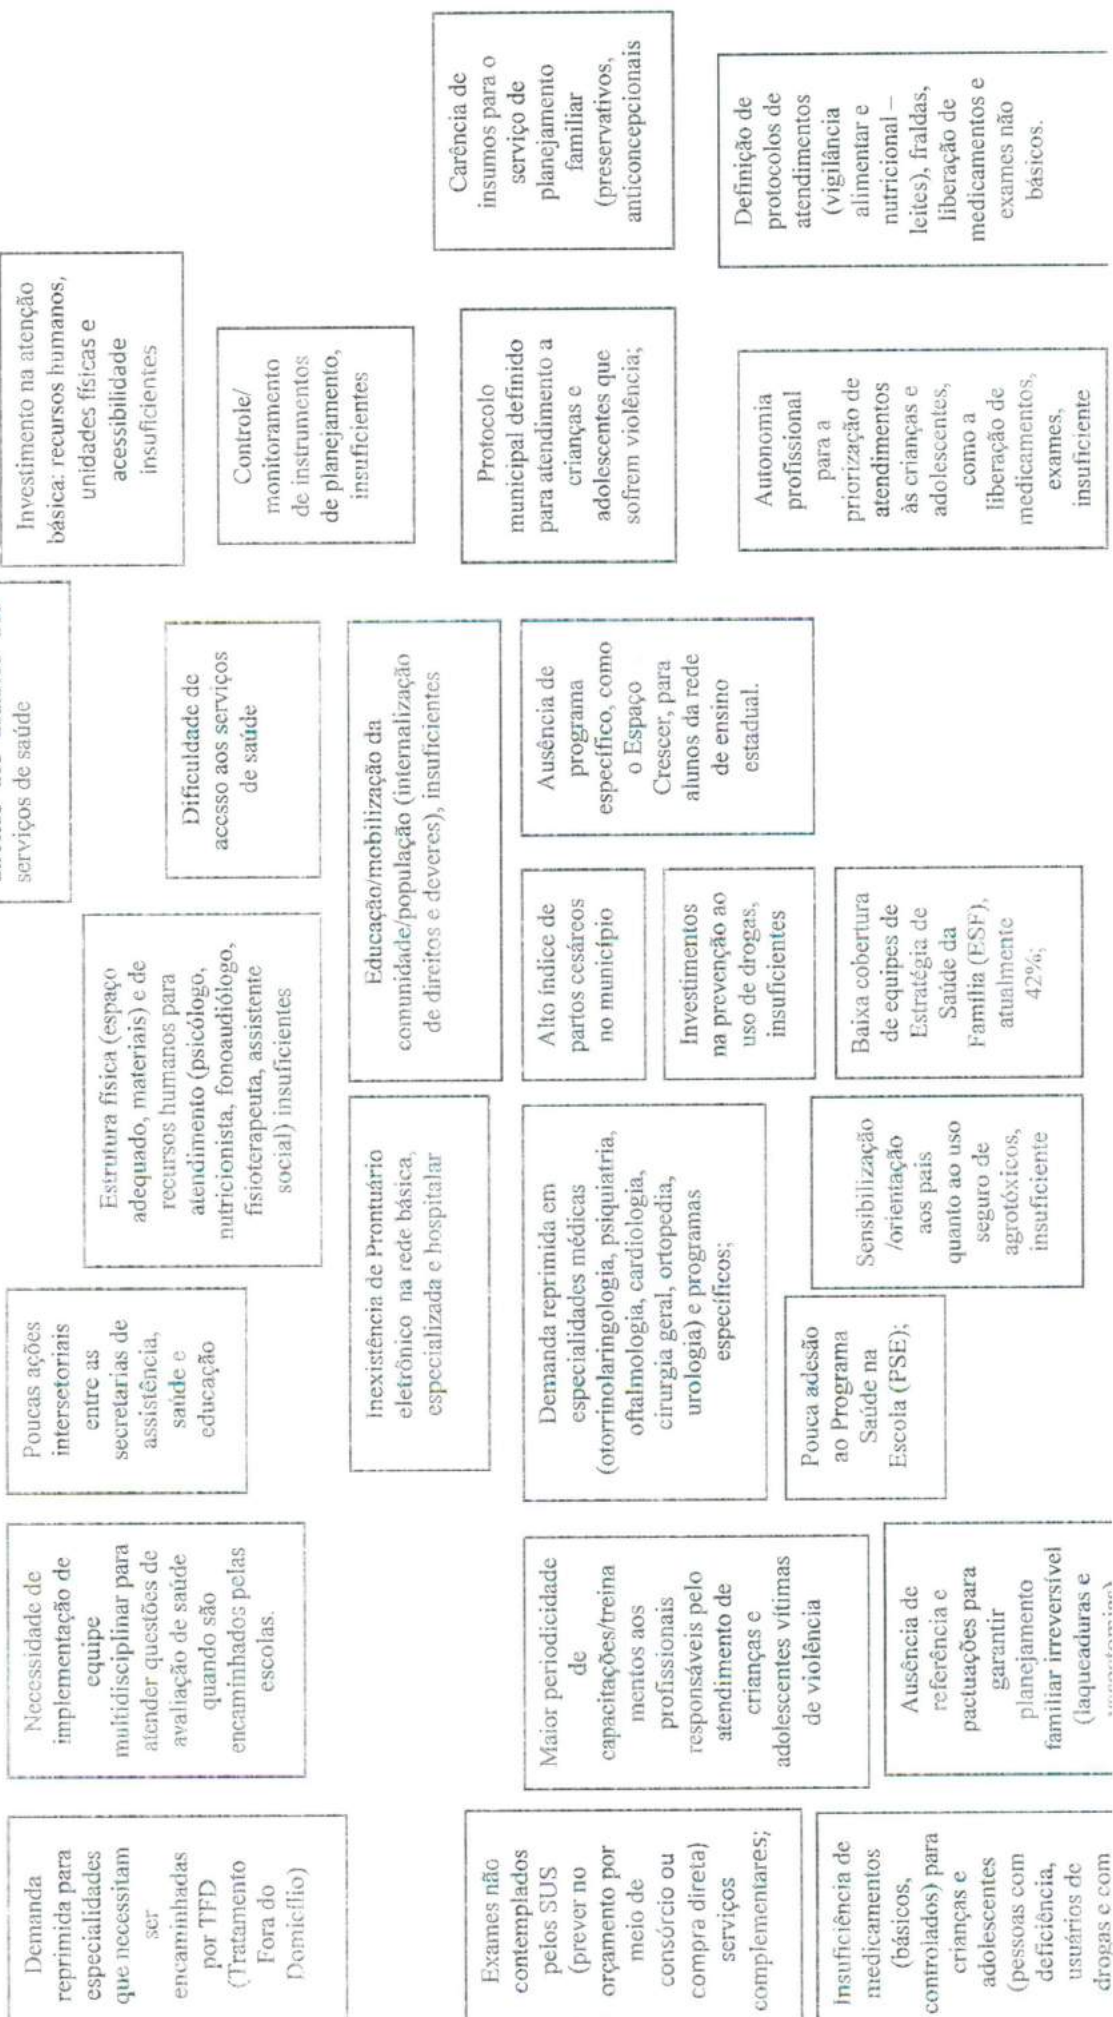 Demanda
reprimida para
especialidades
que necessitam
ser
encaminhadas
por TFD
(Tratamento
Fora do
Domicílio)
Necessidade de
implementação de
equipe
multidisciplinar para
atender questões de
avaliação de saúde
quando são
encaminhados pelas
escolas.
Poucas ações
intersetoriais
entre as
secretarias de
assistência,
saúde e
educação
Estrutura física (espaço
adequado, materiais) e de
recursos humanos para
atendimento (psicólogo,
nutricionista, fonoaudiólogo,
fisioterapeuta, assistente
social) insuficientes
serviços de saúde
Dificuldade de
acesso aos serviços
de saúde
Investimento na atenção
básica: recursos humanos,
unidades físicas e
acessibilidade
insuficientes
Controle/
monitoramento
de instrumentos
de planejamento,
insuficientes
Inexistência de Prontuário
eletrônico na rede básica,
especializada e hospitalar
Educação/mobilização da
comunidade/população (internalização
de direitos e deveres), insuficientes
Carência de
insumos para o
serviço de
planejamento
familiar
(preservativos,
anticoncepcionais
Protocolo
municipal definido
para atendimento a
crianças e
adolescentes que
sofrem violência;
Exames não
contemplados
pelos SUS
(prever no
orçamento por
meio de
consórcio ou
compra direta)
serviços
complementares;
Maior periodicidade
de
capacitações/treina
mentos aos
profissionais
responsáveis pelo
atendimento de
crianças e
adolescentes vítimas
de violência
Demanda reprimida em
especialidades médicas
(otorrinolaringologia, psiquiatria,
oftalmologia, cardiologia,
cirurgia geral, ortopedia,
urologia) e programas
específicos;
Alto índice de
partos cesáreos
no município
Investimentos
na prevenção ao
uso de drogas,
insuficientes
Ausência de
programa
específico, como
o Espaço
Crescer, para
alunos da rede
de ensino
estadual.
Autonomia
profissional
para a
priorização de
atendimentos
às crianças e
adolescentes,
como a
liberação de
medicamentos,
exames,
insuficiente
Definição de
protocolos de
atendimentos
(vigilância
alimentar e
nutricional –
leites), fraldas,
liberação de
medicamentos e
exames não
básicos.
Insuficiência de
medicamentos
(básicos,
controlados) para
crianças e
adolescentes
(pessoas com
deficiência,
usuários de
drogas e com
Ausência de
referência e
pactuações para
garantir
planejamento
familiar irreversível
(laqueaduras e
Pouca adesão
ao Programa
Saúde na
Escola (PSE);
Sensibilização
/orientação
aos pais
quanto ao uso
seguro de
agrotóxicos,
insuficiente
Baixa cobertura
de equipes de
Estratégia de
Saúde da
Família (ESF),
atualmente
42%;